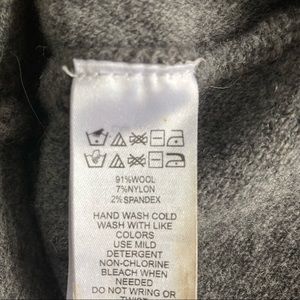 91%WOOL
7%NYLON
2%SPANDEX
HAND WASH COLD
WASH WITH LIKE
COLORS
USE MILD
DETERGENT
NON-CHLORINE
BLEACH WHEN
NEEDED
DO NOT WRING OR
TWIST